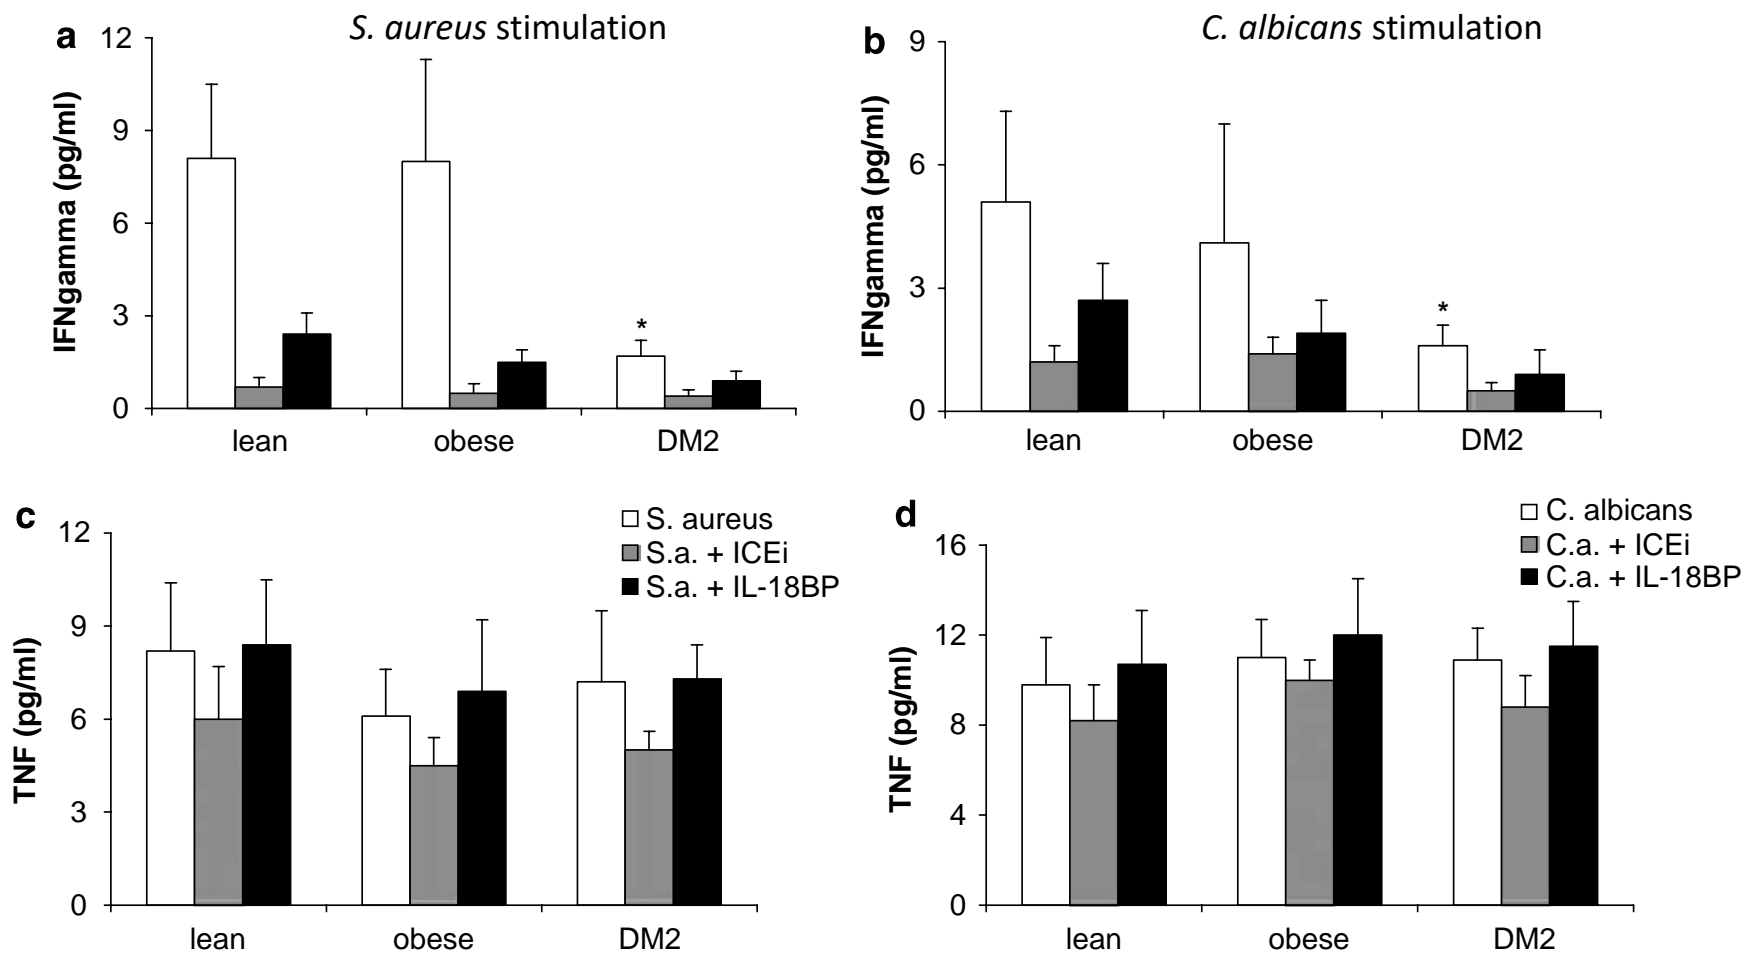 a
S. aureus stimulation
12
9
6
3
0
IFNgamma (pg/ml)
*
lean
obese
DM2
b
C. albicans stimulation
9
6
3
0
IFNgamma (pg/ml)
*
lean
obese
DM2
c
12
9
6
3
0
TNF (pg/ml)
S. aureus
S.a. + ICEi
S.a. + IL-18BP
lean
obese
DM2
d
16
12
8
4
0
TNF (pg/ml)
C. albicans
C.a. + ICEi
C.a. + IL-18BP
lean
obese
DM2